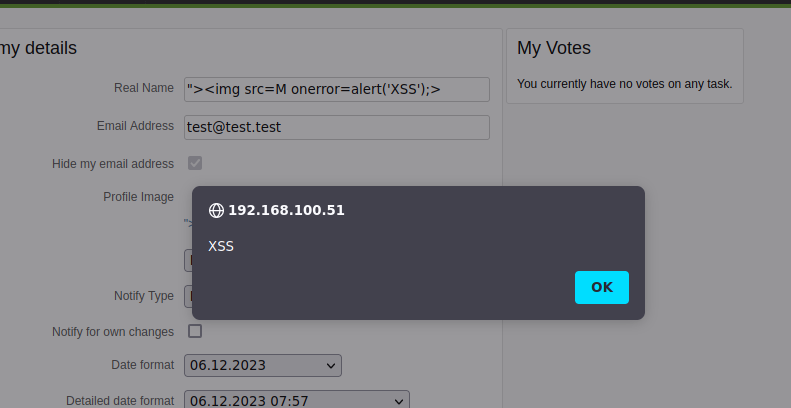 my details
Real Name
"><img src=M onerror=alert('XSS');>
Email Address
test@test.test
Hide my email address
Profile Image
">
Notify Type
Notify for own changes
Date format
06.12.2023
Detailed date format
06.12.2023 07:57
My Votes
You currently have no votes on any task.
192.168.100.51
XSS
OK